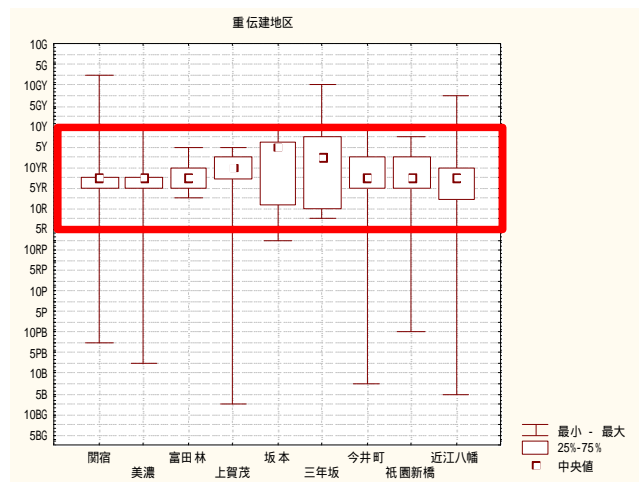 重伝建地区
10G
5G
10GY
5GY
10Y
5Y
10YR
5YR
10R
5R
10RP
5RP
10P
5P
10PB
5PB
10B
5B
10BG
5BG
関宿
美濃
富田林
上賀茂
坂本
三年坂
今井町
祇園新橋
近江八幡
最小 - 最大
25%-75%
中央値